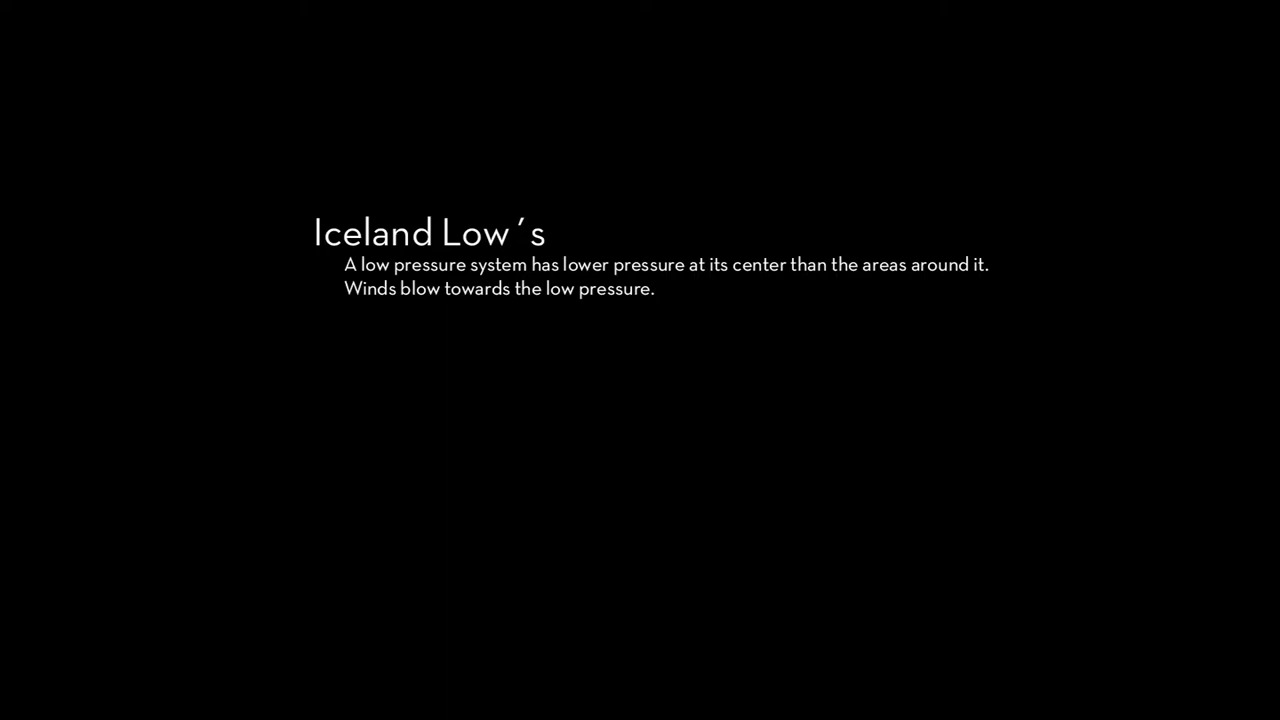 Iceland Low´s
A low pressure system has lower pressure at its center than the areas around it.
Winds blow towards the low pressure.